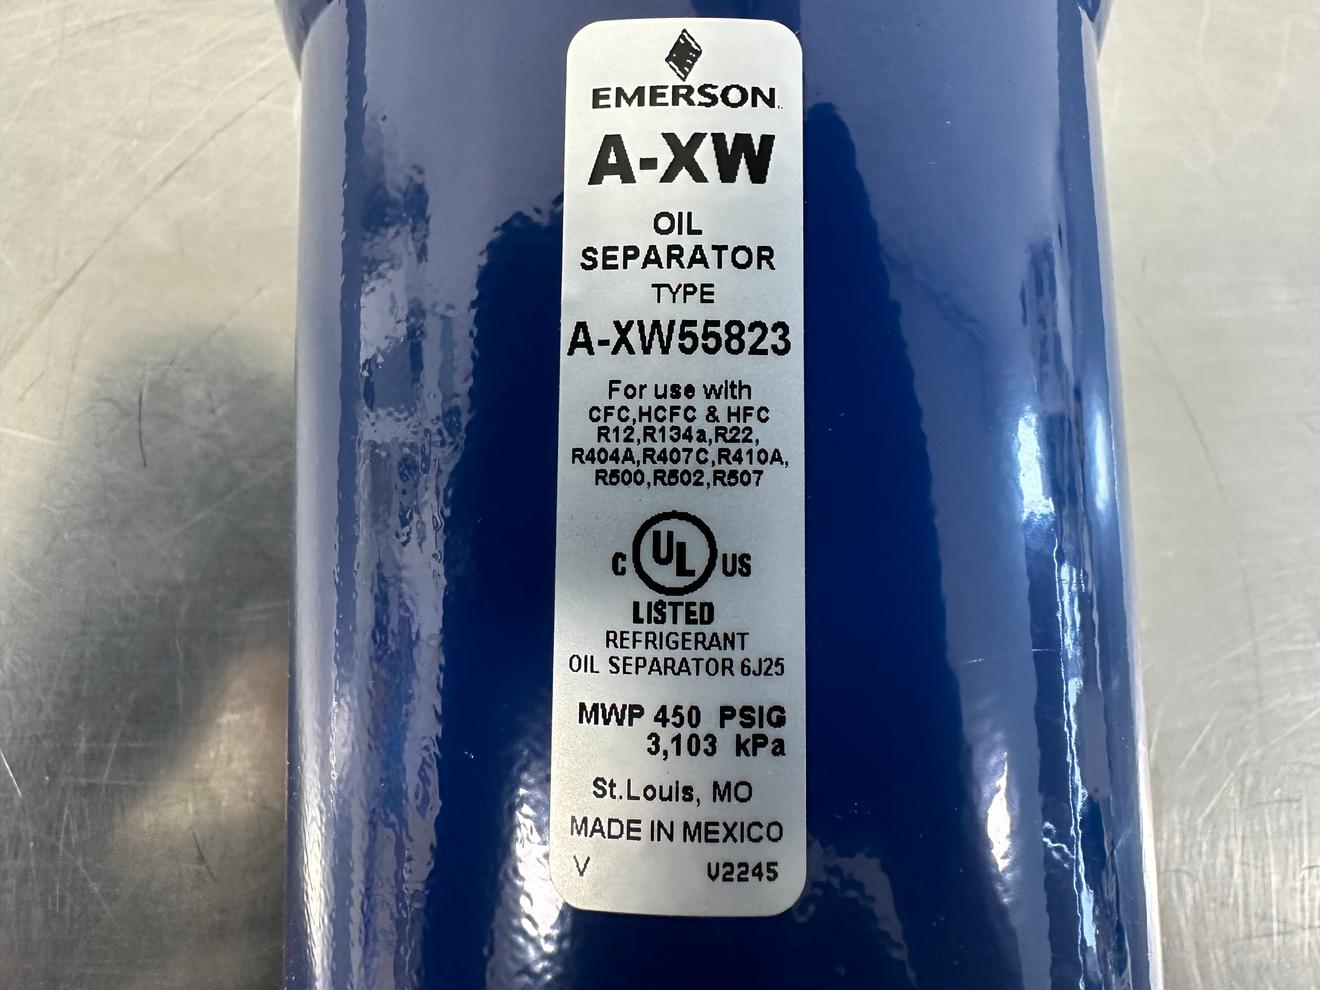 EMERSON.
A-XW
OIL
SEPARATOR
TYPE
A-XW55823
For use with
CFC,HCFC & HFC
R12,R134a,R22,
R404A,R407C,R410A,
R500,R502,R507
C UL US
LISTED
REFRIGERANT
OIL SEPARATOR 6J25
MWP 450 PSIG
3,103 kPa
St.Louis, MO
MADE IN MEXICO
V V2245